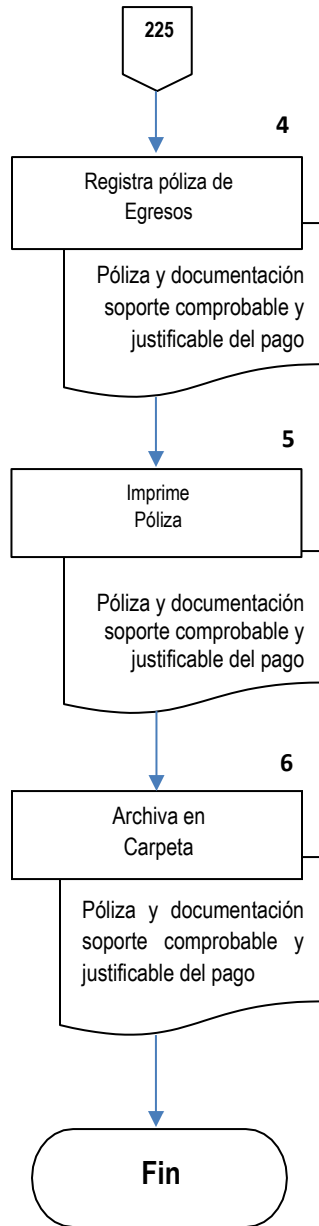 225
4
Registra póliza de
Egresos
Póliza y documentación
soporte comprobable y
justificable del pago
5
Imprime
Póliza
Póliza y documentación
soporte comprobable y
justificable del pago
6
Archiva en
Carpeta
Póliza y documentación
soporte comprobable y
justificable del pago
Fin